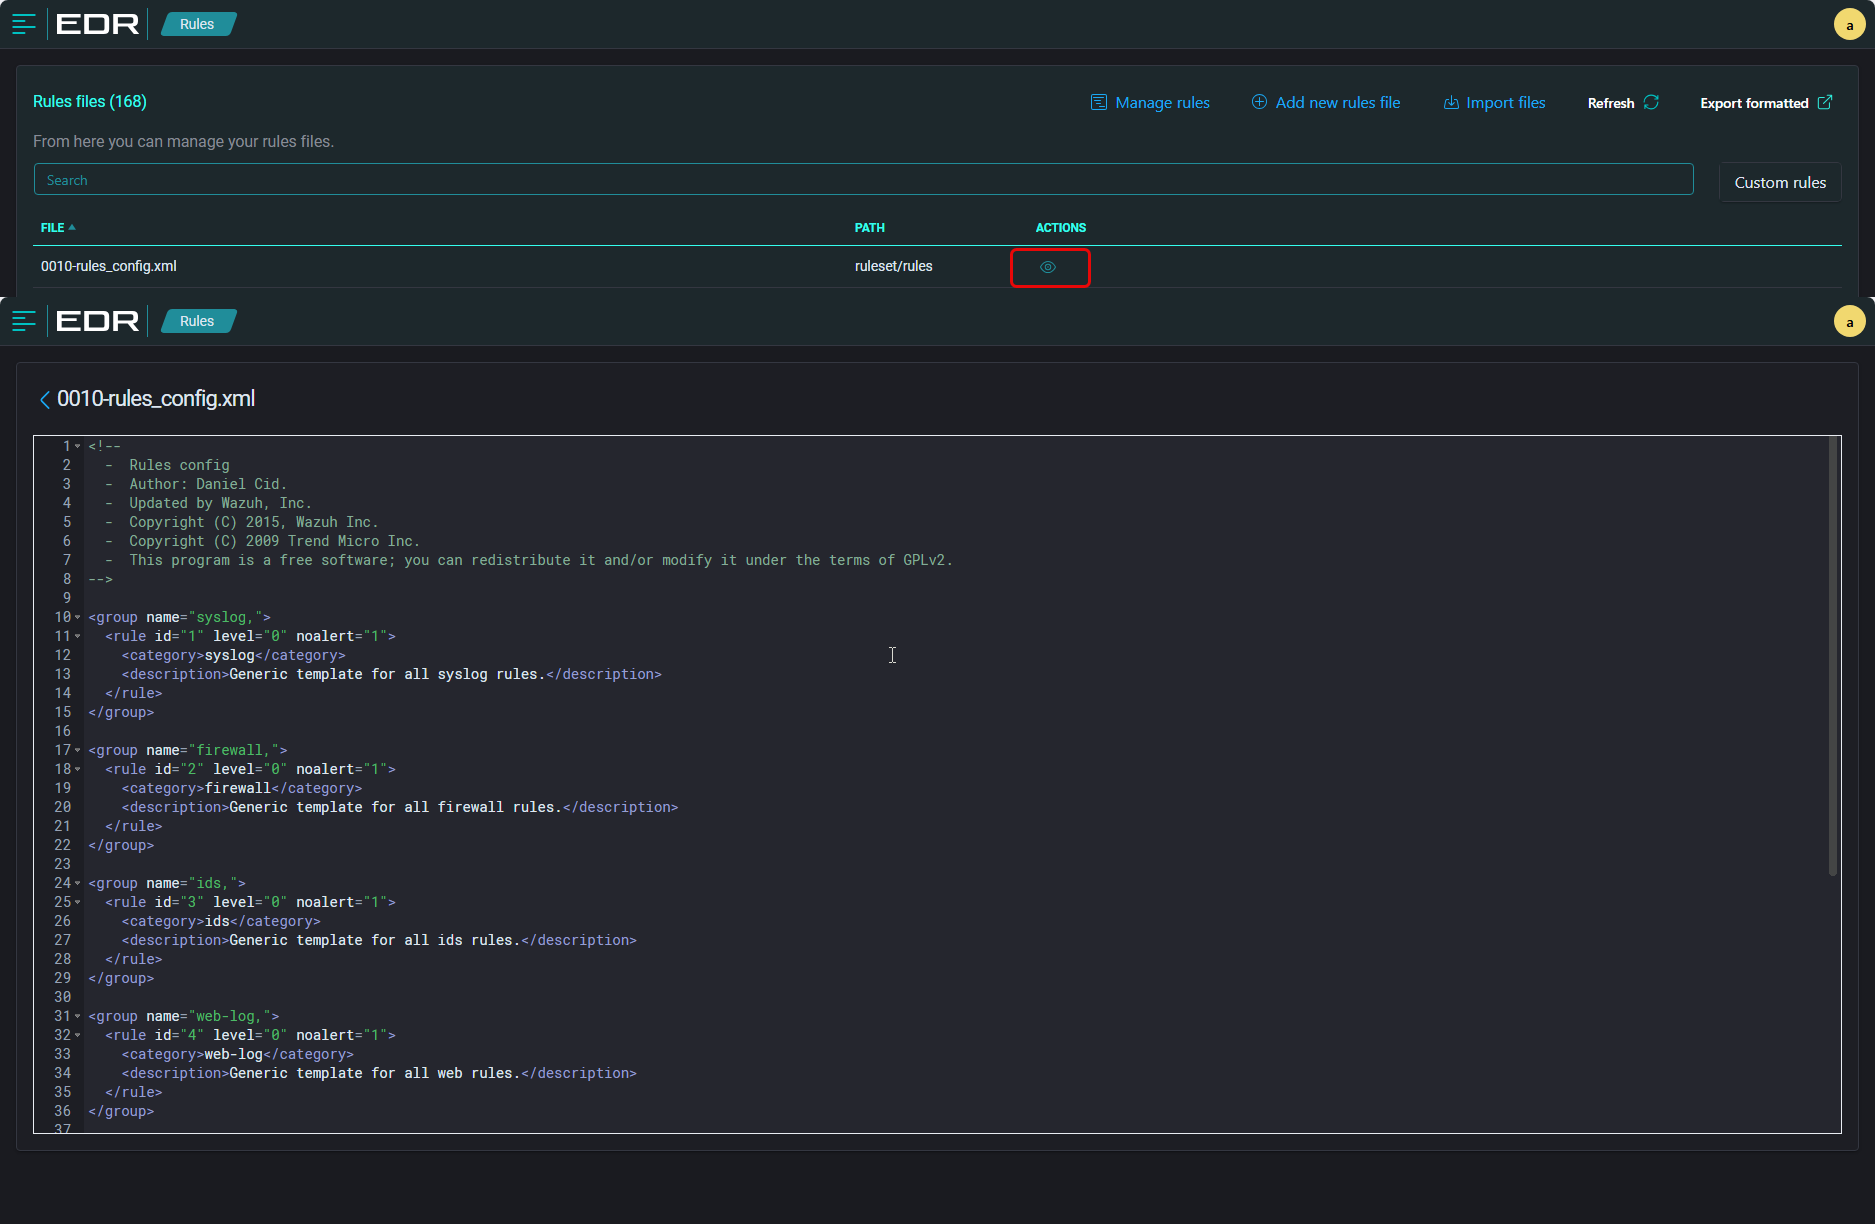 EDR Rules a
Rules files (168) Manage rules Add new rules file Import files Refresh Export formatted
From here you can manage your rules files.
Search Custom rules
FILE PATH ACTIONS
0010-rules_config.xml ruleset/rules
EDR Rules a
0010-rules_config.xml
1 <!--
2   -  Rules config
3   -  Author: Daniel Cid.
4   -  Updated by Wazuh, Inc.
5   -  Copyright (C) 2015, Wazuh Inc.
6   -  Copyright (C) 2009 Trend Micro Inc.
7   -  This program is a free software; you can redistribute it and/or modify it under the terms of GPLv2.
8 -->
9
10 <group name="syslog,">
11   <rule id="1" level="0" noalert="1">
12     <category>syslog</category>
13     <description>Generic template for all syslog rules.</description>
14   </rule>
15 </group>
16
17 <group name="firewall,">
18   <rule id="2" level="0" noalert="1">
19     <category>firewall</category>
20     <description>Generic template for all firewall rules.</description>
21   </rule>
22 </group>
23
24 <group name="ids,">
25   <rule id="3" level="0" noalert="1">
26     <category>ids</category>
27     <description>Generic template for all ids rules.</description>
28   </rule>
29 </group>
30
31 <group name="web-log,">
32   <rule id="4" level="0" noalert="1">
33     <category>web-log</category>
34     <description>Generic template for all web rules.</description>
35   </rule>
36 </group>
37